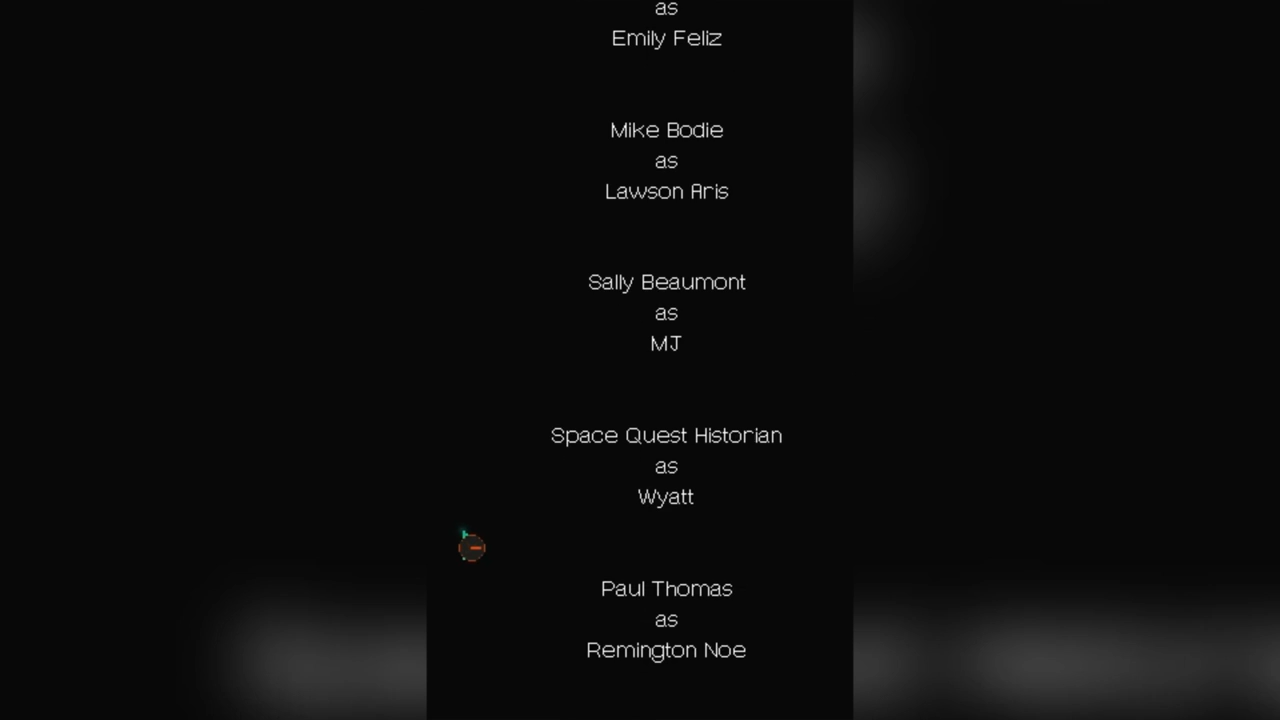 as
Emily Feliz
Mike Bodie
as
Lawson Aris
Sally Beaumont
as
MJ
Space Quest Historian
as
Wyatt
Paul Thomas
as
Remington Noe